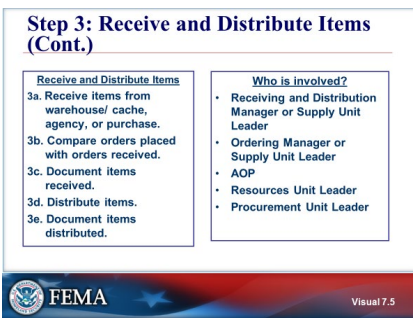 Step 3: Receive and Distribute Items
(Cont.)
Receive and Distribute Items
3a. Receive items from
warehouse/ cache,
agency, or purchase.
3b. Compare orders placed
with orders received.
3c. Document items
received.
3d. Distribute items.
3e. Document items
distributed.
Who is involved?
• Receiving and Distribution
Manager or Supply Unit
Leader
• Ordering Manager or
Supply Unit Leader
• AOP
• Resources Unit Leader
• Procurement Unit Leader
FEMA
Visual 7.5